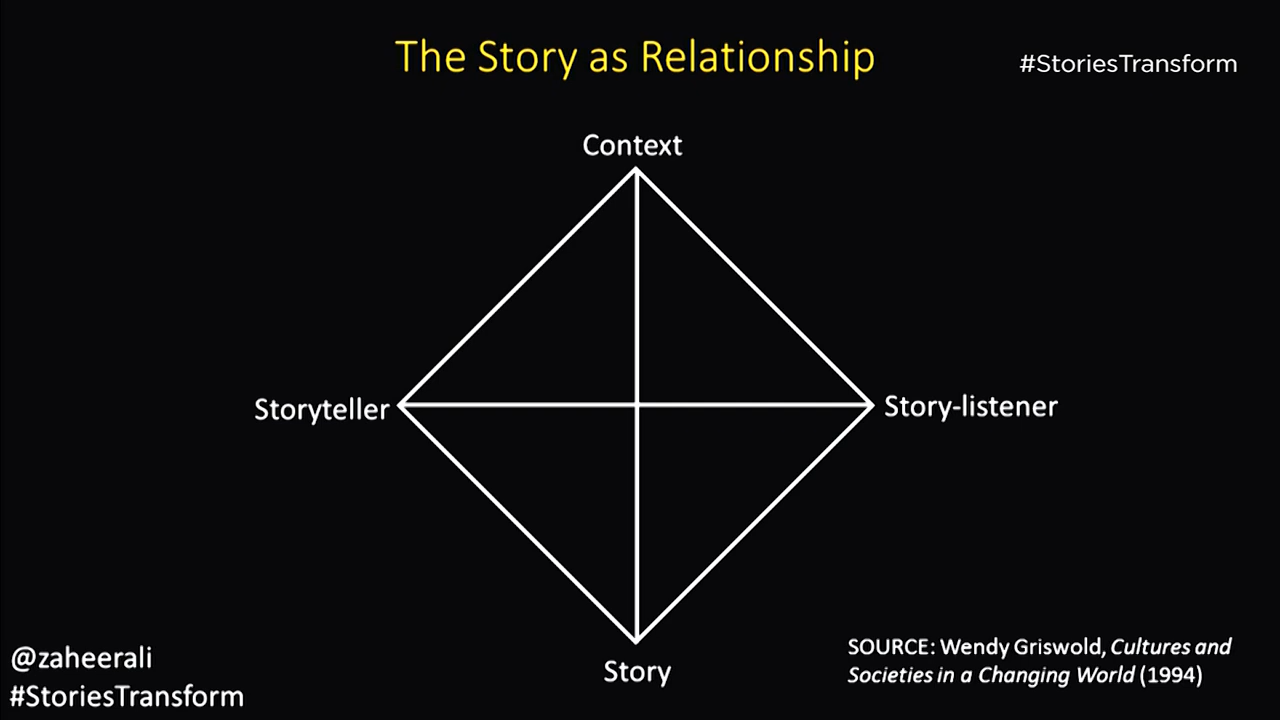 The Story as Relationship
#StoriesTransform
Context
Storyteller
Story-listener
Story
@zaheerali
#StoriesTransform
SOURCE: Wendy Griswold, Cultures and
Societies in a Changing World (1994)